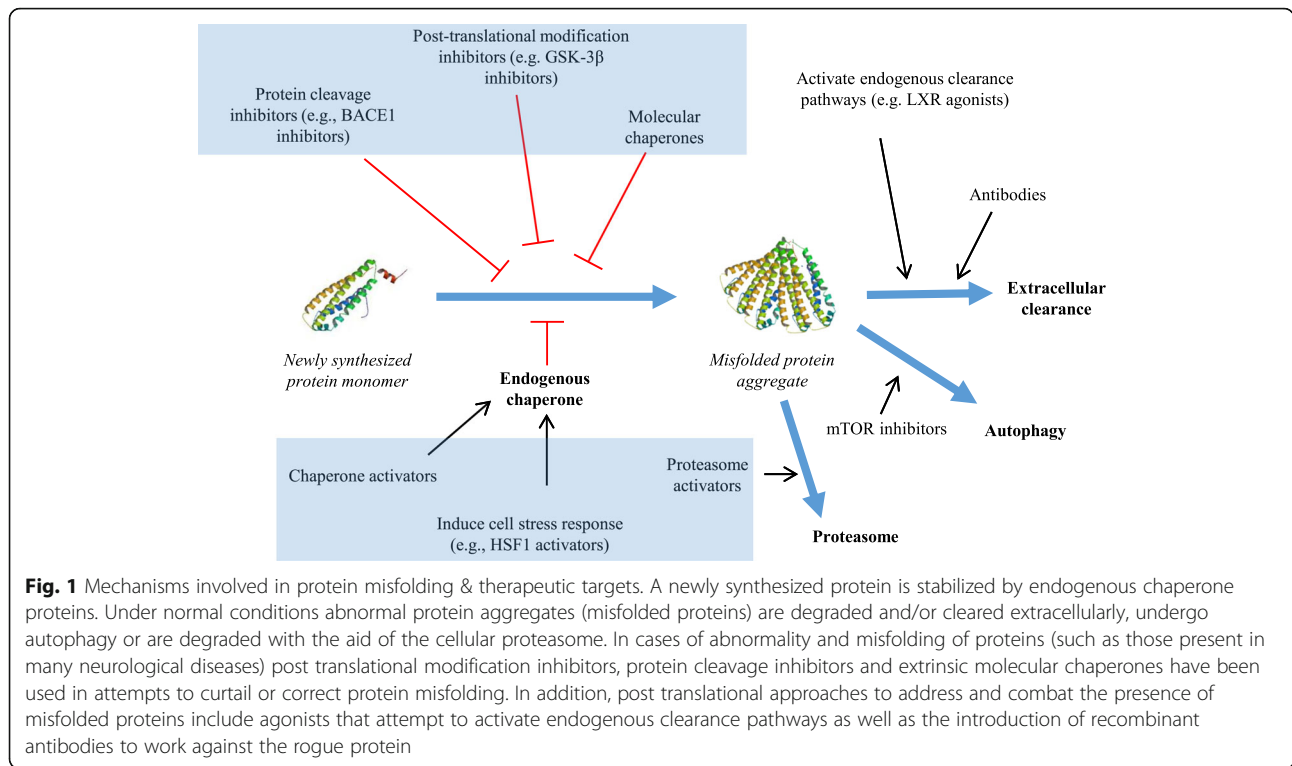 Post-translational modification
inhibitors (e.g. GSK-3β
inhibitors)
Protein cleavage
inhibitors (e.g., BACE1
inhibitors)
Molecular
chaperones
Activate endogenous clearance
pathways (e.g. LXR agonists)
Antibodies
Extracellular
clearance
Newly synthesized
protein monomer
Endogenous
chaperone
Misfolded protein
aggregate
mTOR inhibitors
Autophagy
Chaperone activators
Induce cell stress response
(e.g., HSF1 activators)
Proteasome
activators
Proteasome
Fig. 1 Mechanisms involved in protein misfolding & therapeutic targets. A newly synthesized protein is stabilized by endogenous chaperone
proteins. Under normal conditions abnormal protein aggregates (misfolded proteins) are degraded and/or cleared extracellularly, undergo
autophagy or are degraded with the aid of the cellular proteasome. In cases of abnormality and misfolding of proteins (such as those present in
many neurological diseases) post translational modification inhibitors, protein cleavage inhibitors and extrinsic molecular chaperones have been
used in attempts to curtail or correct protein misfolding. In addition, post translational approaches to address and combat the presence of
misfolded proteins include agonists that attempt to activate endogenous clearance pathways as well as the introduction of recombinant
antibodies to work against the rogue protein